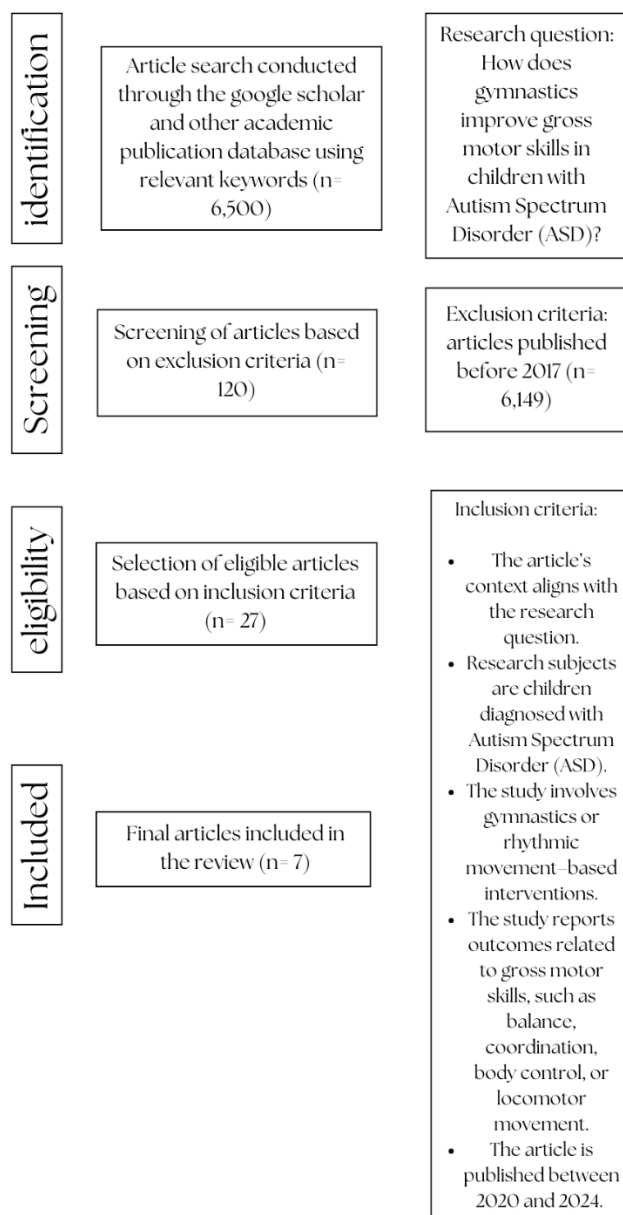 identification
Article search conducted
through the google scholar
and other academic
publication database using
relevant keywords (n=
6,500)
Research question:
How does
gymnastics
improve gross
motor skills in
children with
Autism Spectrum
Disorder (ASD)?
Screening
Screening of articles based
on exclusion criteria (n=
120)
Exclusion criteria:
articles published
before 2017 (n=
6,149)
eligibility
Selection of eligible articles
based on inclusion criteria
(n= 27)
Inclusion criteria:
• The article's
context aligns with
the research
question.
• Research subjects
are children
diagnosed with
Autism Spectrum
Disorder (ASD).
• The study involves
gymnastics or
rhythmic
movement-based
interventions.
• The study reports
outcomes related
to gross motor
skills, such as
balance,
coordination,
body control, or
locomotor
movement.
• The article is
published between
2020 and 2024.
Included
Final articles included in
the review (n= 7)